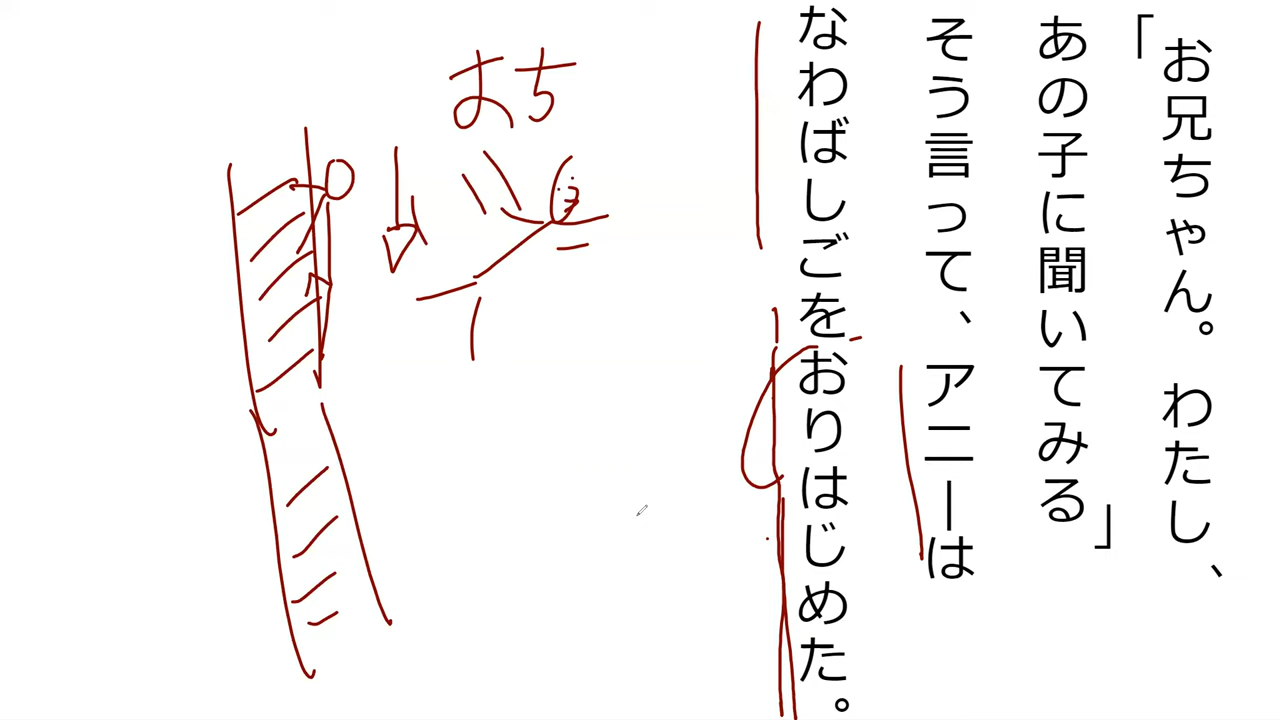 「お兄ちゃん。わたし、
あの子に聞いてみる」
そう言って、アニーは
なわばしごをおりはじめた。
おち